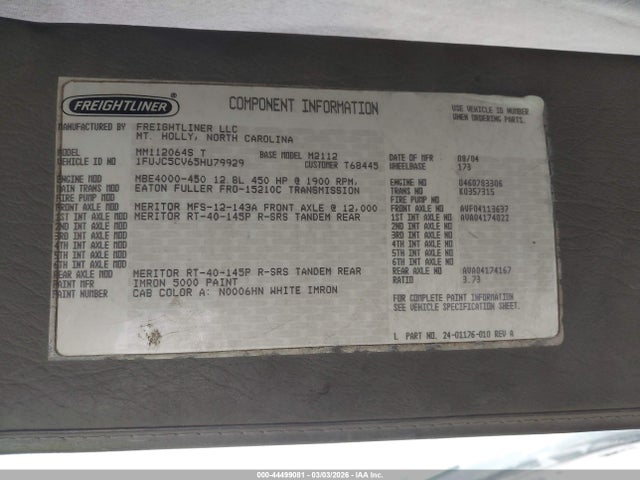 FREIGHTLINER COMPONENT INFORMATION USE VEHICLE ID NUMBER
WHEN ORDERING PARTS.
MANUFACTURED BY FREIGHTLINER LLC
MT. HOLLY, NORTH CAROLINA
MODEL MM112064S T BASE MODEL M2112 DATE OF MFR 08/04
VEHICLE ID NO 1FUJC5CV65HU79929 CUSTOMER T68445 WHEELBASE 173
ENGINE MOD MBE4000-450 12.8L 450 HP @ 1900 RPM, ENGINE NO 0460783306
MAIN TRANS MOD EATON FULLER FRO-15210C TRANSMISSION TRANS NO K0357315
FIRE PUMP MOD FIRE PUMP NO
FRONT AXLE MOD MERITOR MFS-12-143A FRONT AXLE @ 12,000 FRONT AXLE NO AVF04113637
1ST INT AXLE MOD MERITOR RT-40-145P R-SRS TANDEM REAR 1ST INT AXLE NO AVA04174022
2ND INT AXLE MOD 2ND INT AXLE NO
3RD INT AXLE MOD 3RD INT AXLE NO
4TH INT AXLE MOD 4TH INT AXLE NO
5TH INT AXLE MOD 5TH INT AXLE NO
6TH INT AXLE MOD 6TH INT AXLE NO
REAR AXLE MOD MERITOR RT-40-145P R-SRS TANDEM REAR REAR AXLE NO AVA04174167
PAINT MFR IMRON 5000 PAINT RATIO 3.73
PAINT NUMBER CAB COLOR A: N0006HN WHITE IMRON
FOR COMPLETE PAINT INFORMATION
SEE VEHICLE SPECIFICATION SHEET.
L PART NO. 24-01176-010 REV A
000-44499081 - 03/03/2026 - IAAI.COM